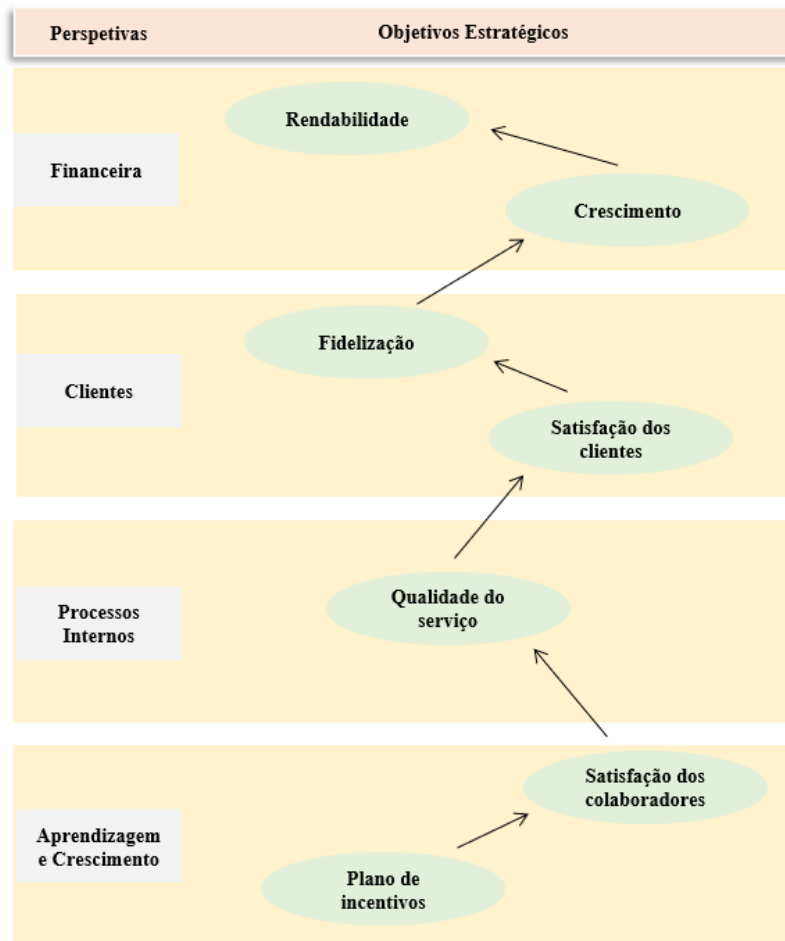 Perspetivas
Objetivos Estratégicos
Financeira
Rendabilidade
Crescimento
Clientes
Fidelização
Satisfação dos
clientes
Processos
Internos
Qualidade do
serviço
Aprendizagem
e Crescimento
Satisfação dos
colaboradores
Plano de
incentivos